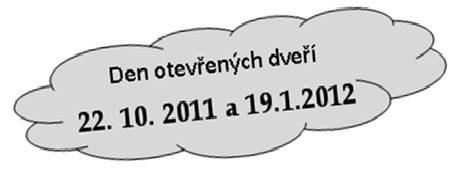 Den otevřených dveří
22. 10. 2011 a 19.1.2012